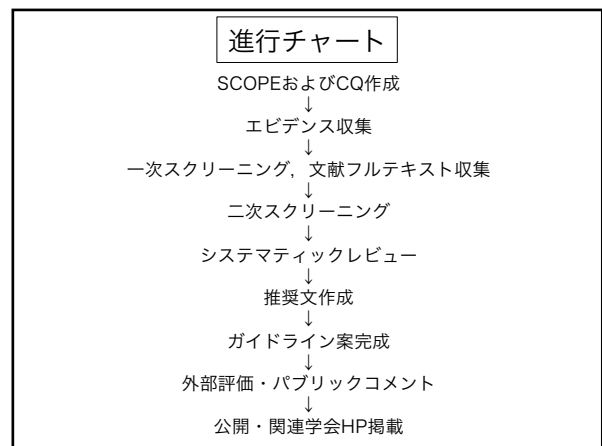 進行チャート
SCOPEおよびCQ作成
↓
エビデンス収集
↓
一次スクリーニング，文献フルテキスト収集
↓
二次スクリーニング
↓
システマティックレビュー
↓
推奨文作成
↓
ガイドライン案完成
↓
外部評価・パブリックコメント
↓
公開・関連学会HP掲載